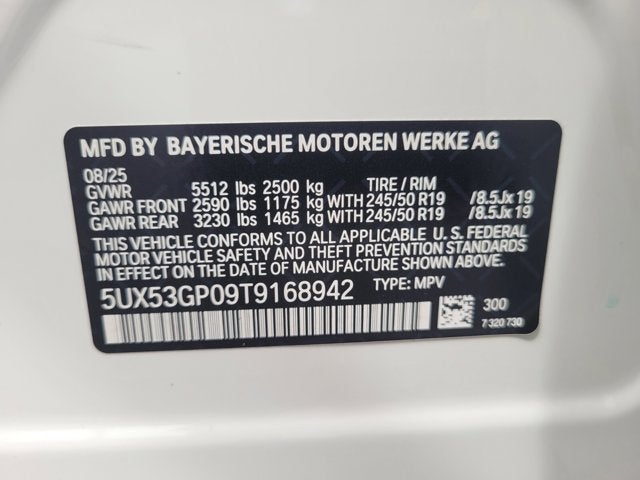 MFD BY BAYERISCHE MOTOREN WERKE AG
08/25
GVWR 5512 lbs 2500 kg TIRE / RIM
GAWR FRONT 2590 lbs 1175 kg WITH 245/50 R19 /8.5Jx19
GAWR REAR 3230 lbs 1465 kg WITH 245/50 R19 /8.5Jx19
THIS VEHICLE CONFORMS TO ALL APPLICABLE U. S. FEDERAL
MOTOR VEHICLE SAFETY AND THEFT PREVENTION STANDARDS
IN EFFECT ON THE DATE OF MANUFACTURE SHOWN ABOVE.
5UX53GP09T9168942 TYPE: MPV
300
7 320 730